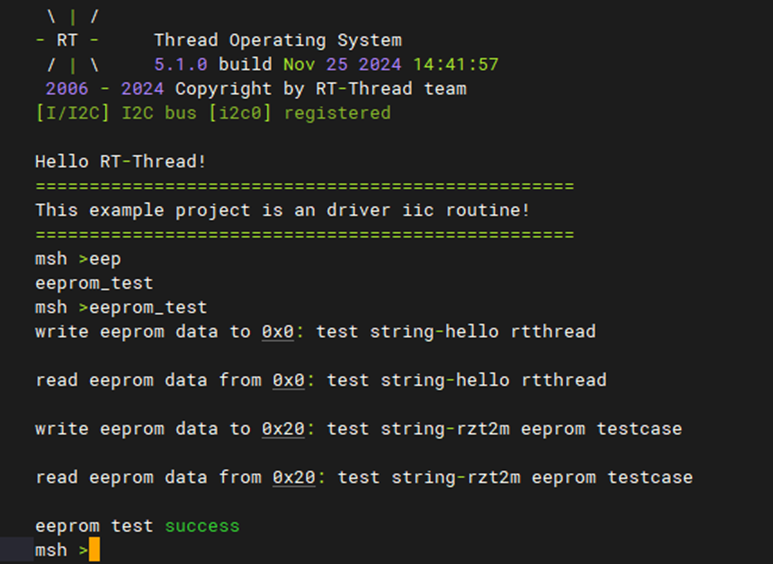 \ | /
- RT -     Thread Operating System
/ | \     5.1.0 build Nov 25 2024 14:41:57
2006 - 2024 Copyright by RT-Thread team
[I/I2C] I2C bus [i2c0] registered
Hello RT-Thread!
==================================================
This example project is an driver iic routine!
==================================================
msh >eep
eeprom_test
msh >eeprom_test
write eeprom data to 0x0: test string-hello rtthread
read eeprom data from 0x0: test string-hello rtthread
write eeprom data to 0x20: test string-rzt2m eeprom testcase
read eeprom data from 0x20: test string-rzt2m eeprom testcase
eeprom test success
msh >